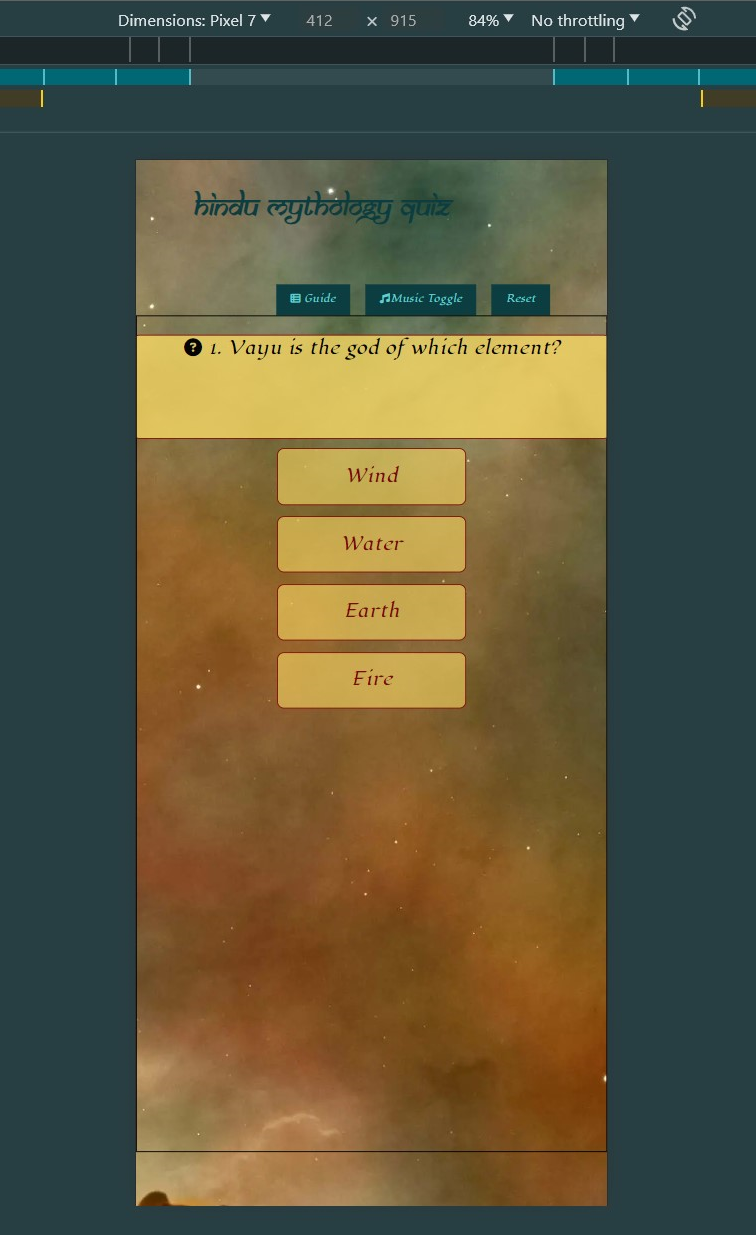 Dimensions: Pixel 7 412 × 915 84% No throttling
Hindu Mythology Quiz
Guide Music Toggle Reset
? 1. Vayu is the god of which element?
Wind
Water
Earth
Fire